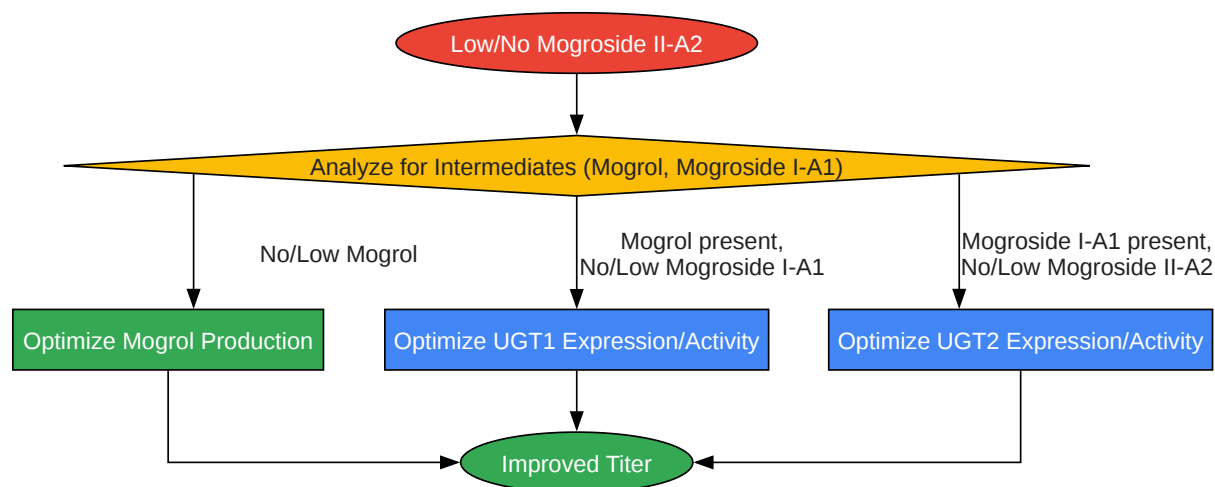 Low/No Mogroside II-A2
Analyze for Intermediates (Mogrol, Mogroside I-A1)
No/Low Mogrol
Mogrol present,
No/Low Mogroside I-A1
Mogroside I-A1 present,
No/Low Mogroside II-A2
Optimize Mogrol Production
Optimize UGT1 Expression/Activity
Optimize UGT2 Expression/Activity
Improved Titer